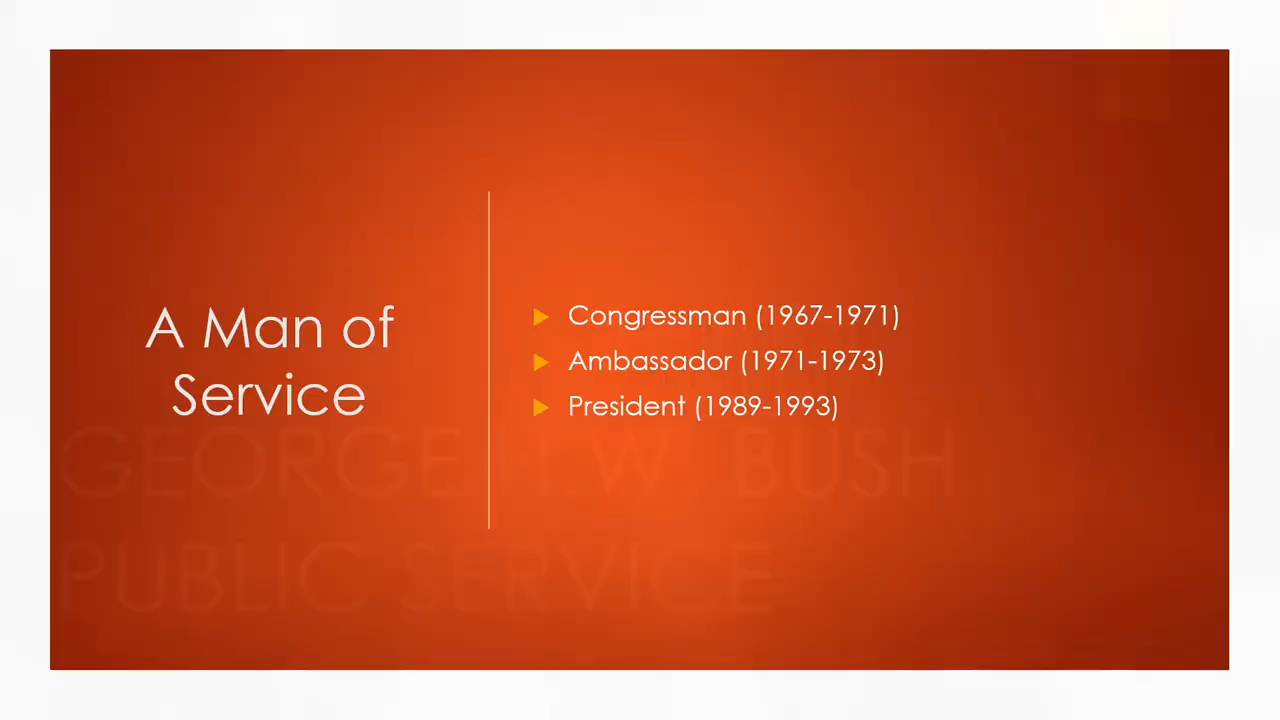 A Man of
Service
Congressman (1967-1971)
Ambassador (1971-1973)
President (1989-1993)
GEORGE H.W. BUSH
PUBLIC SERVICE